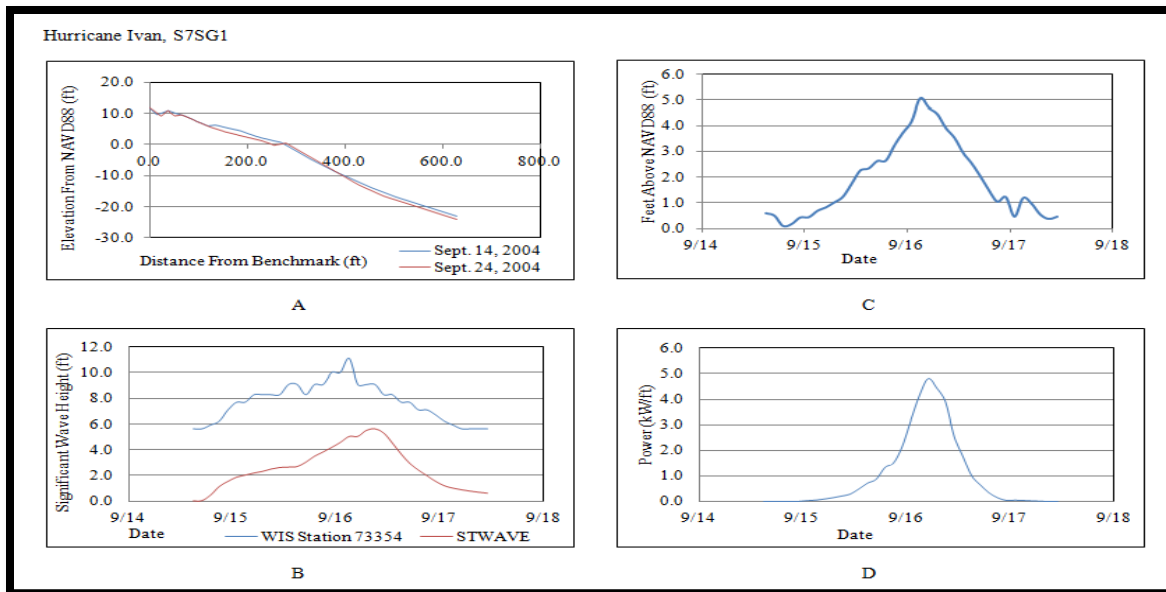 Hurricane Ivan, S7SG1
Elevation From NAVD88 (ft)
20.0
10.0
0.0
-10.0
-20.0
-30.0
0.0 200.0 400.0 600.0 800.0
Distance From Benchmark (ft)
Sept. 14, 2004
Sept. 24, 2004
A
Feet Above NAVD88 (ft)
6.0
5.0
4.0
3.0
2.0
1.0
0.0
9/14 9/15 9/16 9/17 9/18
Date
C
Significant Wave Height (ft)
12.0
10.0
8.0
6.0
4.0
2.0
0.0
9/14 9/15 9/16 9/17 9/18
Date
WIS Station 73354 STWAVE
B
Power (kW/ft)
6.0
5.0
4.0
3.0
2.0
1.0
0.0
9/14 9/15 9/16 9/17 9/18
Date
D